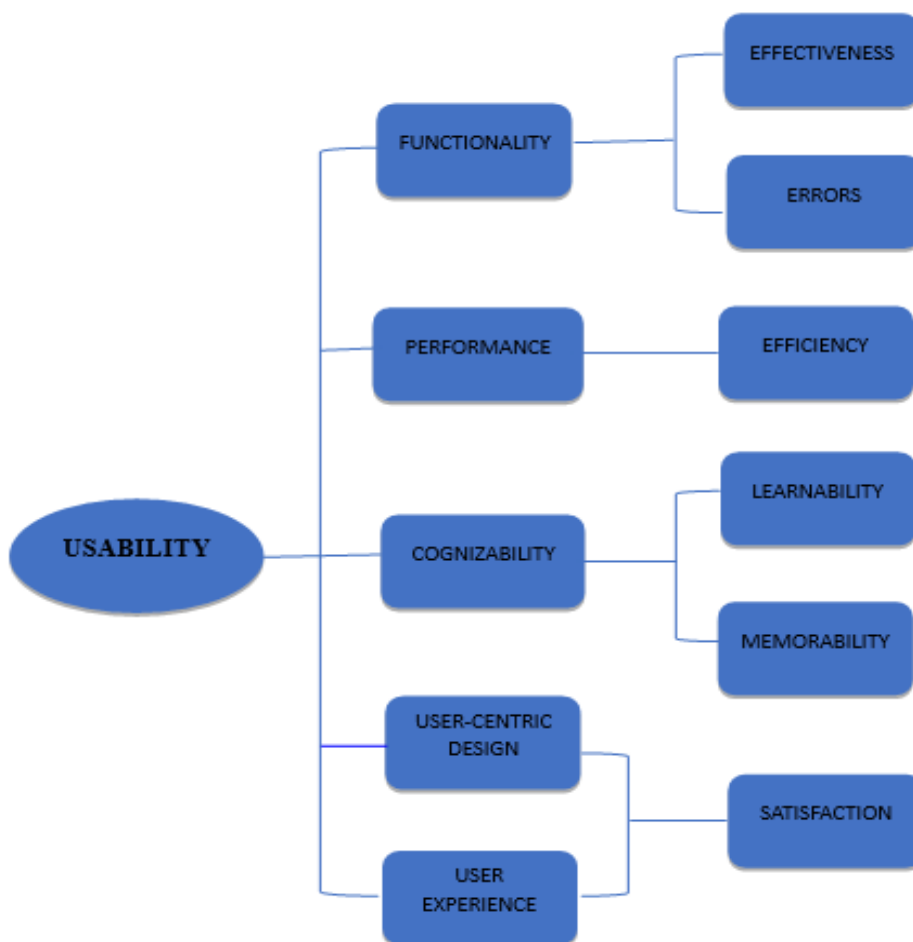 EFFECTIVENESS
FUNCTIONALITY
ERRORS
PERFORMANCE
EFFICIENCY
LEARNABILITY
USABILITY
COGNIZABILITY
MEMORABILITY
USER-CENTRIC
DESIGN
SATISFACTION
USER
EXPERIENCE